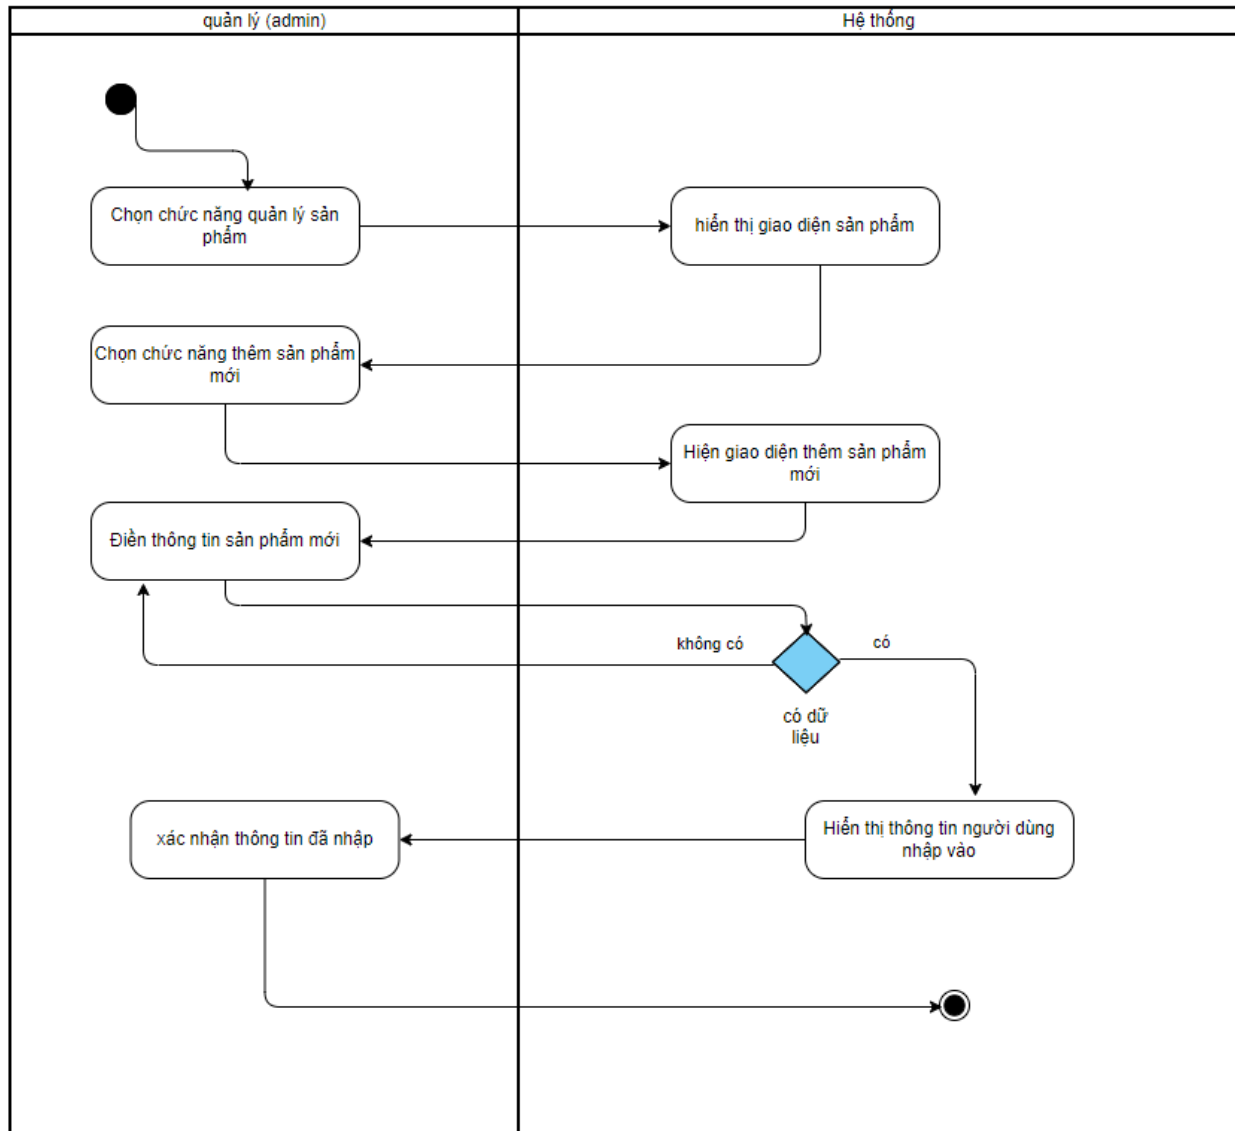 quản lý (admin)
Hệ thống
Chọn chức năng quản lý sản
phẩm
hiển thị giao diện sản phẩm
Chọn chức năng thêm sản phẩm
mới
Hiện giao diện thêm sản phẩm
mới
Điền thông tin sản phẩm mới
không có
có
có dữ
liệu
xác nhận thông tin đã nhập
Hiển thị thông tin người dùng
nhập vào